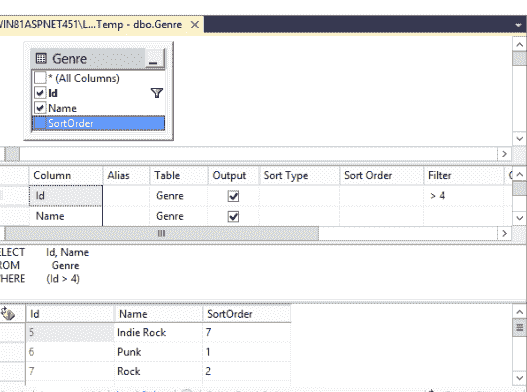 WIN81ASPNET451\L...Temp - dbo.Genre
Genre
* (All Columns)
Id
Name
SortOrder
Column Alias Table Output Sort Type Sort Order Filter
Id Genre > 4
Name Genre
ELECT Id, Name
ROM Genre
HERE (Id > 4)
Id Name SortOrder
5 Indie Rock 7
6 Punk 1
7 Rock 2